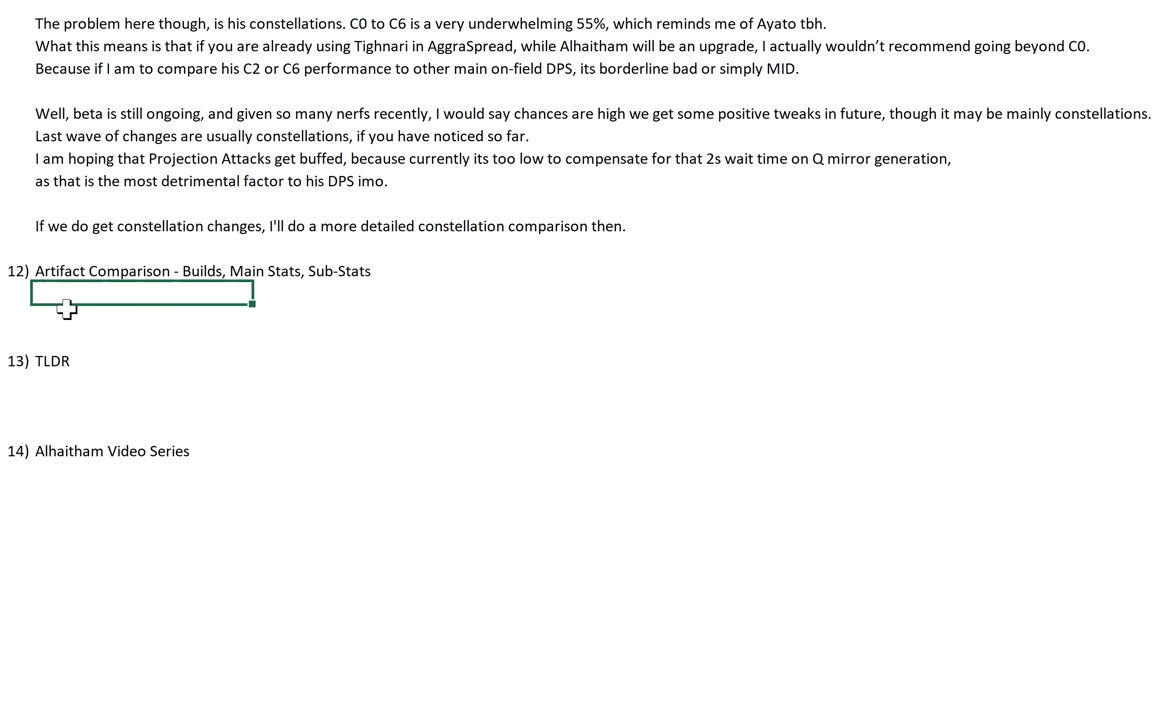 The problem here though, is his constellations. C0 to C6 is a very underwhelming 55%, which reminds me of Ayato tbh.
What this means is that if you are already using Tighnari in AggraSpread, while Alhaitham will be an upgrade, I actually wouldn't recommend going beyond C0.
Because if I am to compare his C2 or C6 performance to other main on-field DPS, its borderline bad or simply MID.
Well, beta is still ongoing, and given so many nerfs recently, I would say chances are high we get some positive tweaks in future, though it may be mainly constellations.
Last wave of changes are usually constellations, if you have noticed so far.
I am hoping that Projection Attacks get buffed, because currently its too low to compensate for that 2s wait time on Q mirror generation,
as that is the most detrimental factor to his DPS imo.
If we do get constellation changes, I'll do a more detailed constellation comparison then.
12) Artifact Comparison - Builds, Main Stats, Sub-Stats
13) TLDR
14) Alhaitham Video Series